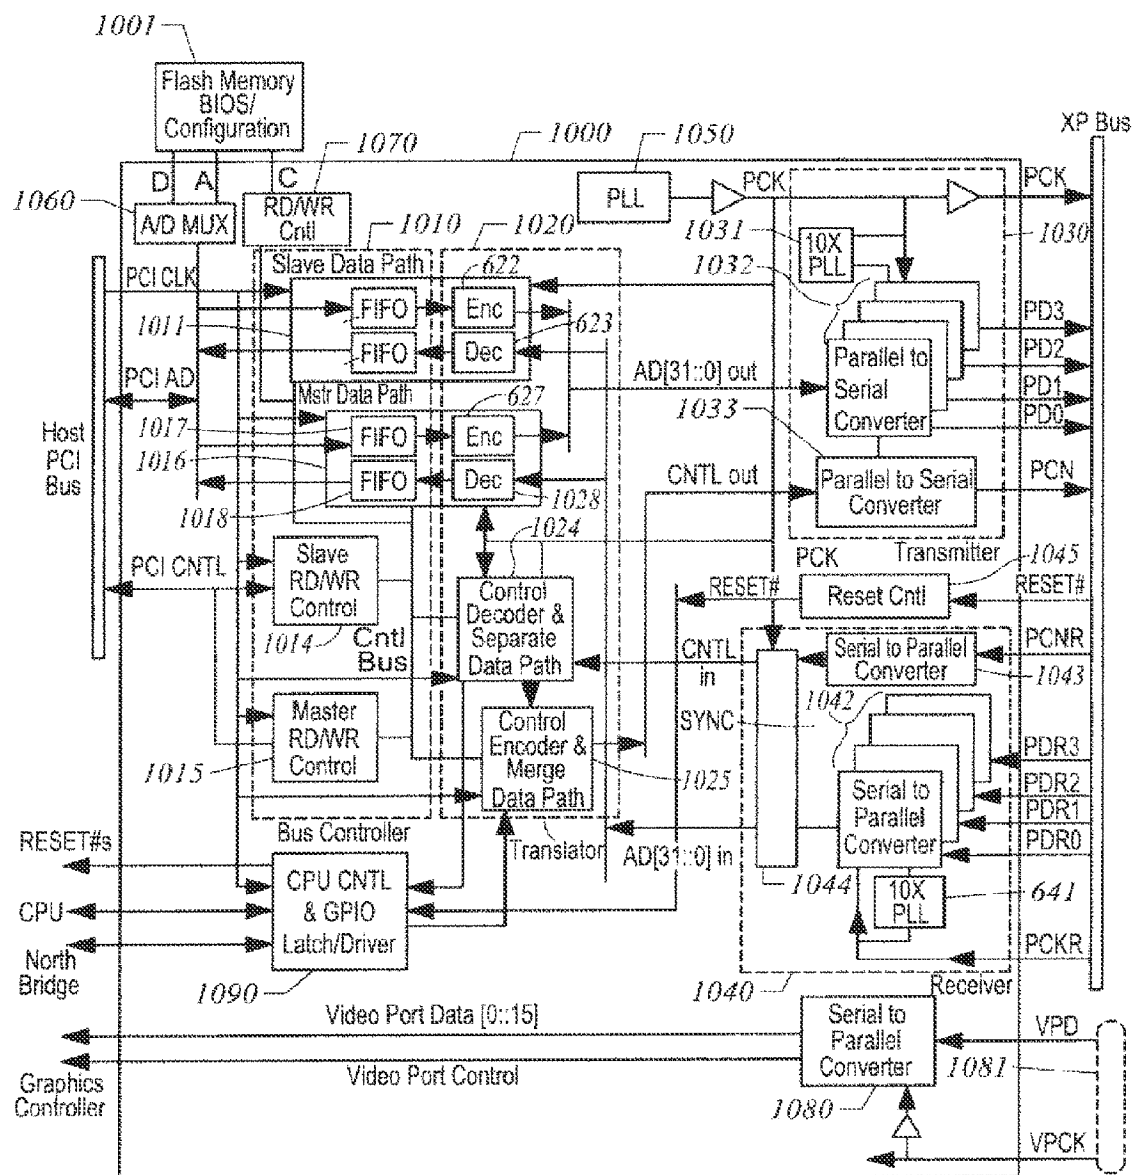 1001
Flash Memory
BIOS/
Configuration
1070
1000
1050
XP Bus
D
A
C
1060
A/D MUX
RD/WR
Cntl
1010
1020
PLL
PCK
PCK
1031
10X
PLL
1030
Slave Data Path
622
1032
PCI CLK
FIFO
Enc
1011
623
FIFO
Dec
PD3
PD2
PD1
PD0
Parallel to
Serial
Converter
PCI AD
AD[31::0] out
Mstr Data Path
627
1033
1017
FIFO
Enc
Host
PCI
Bus
1016
CNTL out
Parallel to Serial
Converter
PCN
FIFO
Dec
1018
1028
1024
Transmitter
PCI CNTL
Slave
RD/WR
Control
PCK
1045
RESET#
Reset Cntl
RESET#
Control
Decoder &
Separate
Data Path
1014
Cntl
Bus
CNTL
in
Serial to Parallel
Converter
PCNR
1043
1042
SYNC
Master
RD/WR
Control
Control
Encoder &
Merge
Data Path
1015
1025
PDR3
PDR2
PDR1
PDR0
Serial to
Parallel
Converter
Bus Controller
Translator
AD[31::0] in
1044
RESET#s
CPU CNTL
& GPIO
Latch/Driver
10X
PLL
641
CPU
North
Bridge
PCKR
1090
1040
Receiver
Video Port Data [0::15]
Serial to
Parallel
Converter
VPD
1081
Video Port Control
Graphics
Controller
1080
VPCK